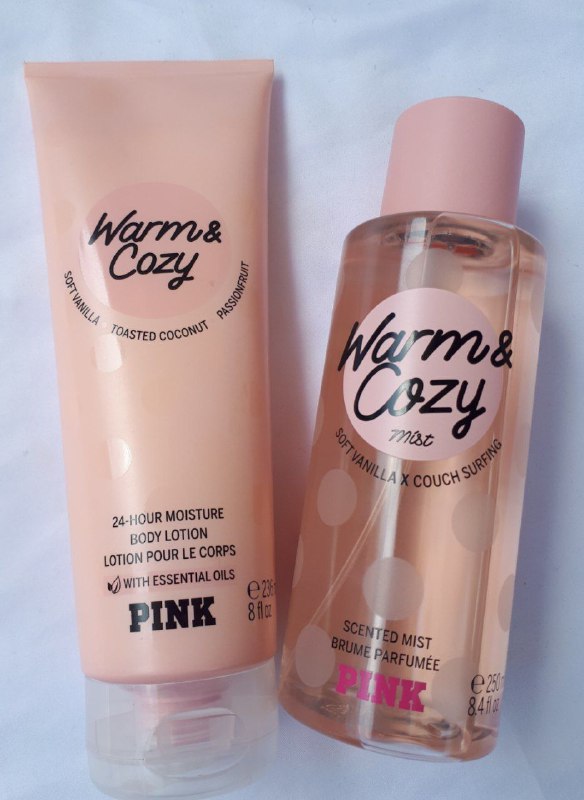 Warm &
Cozy
SOFT VANILLA TOASTED COCONUT PASSIONFRUIT
24-HOUR MOISTURE
BODY LOTION
LOTION POUR LE CORPS
WITH ESSENTIAL OILS
PINK
e 236 m
8 fl oz
Warm &
Cozy
Mist
SOFT VANILLA X COUCH SURFING
SCENTED MIST
BRUME PARFUMÉE
PINK
e 250 m
8.4 fl oz